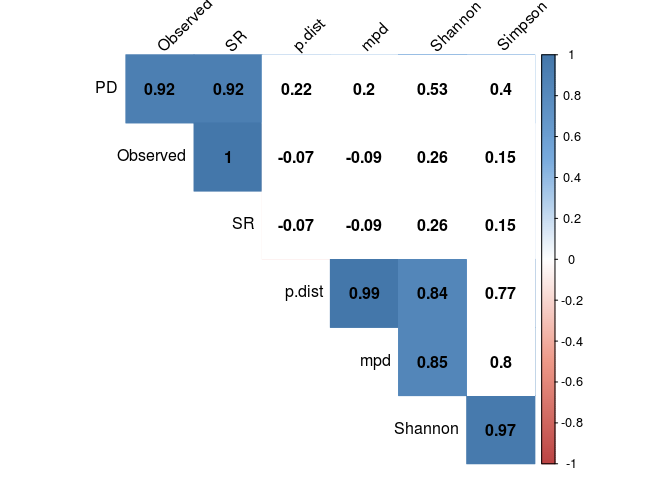 Observed SR p.dist mpd Shannon Simpson
PD 0.92 0.92 0.22 0.2 0.53 0.4
Observed 1 -0.07 -0.09 0.26 0.15
SR -0.07 -0.09 0.26 0.15
p.dist 0.99 0.84 0.77
mpd 0.85 0.8
Shannon 0.97
1
0.8
0.6
0.4
0.2
0
-0.2
-0.4
-0.6
-0.8
-1